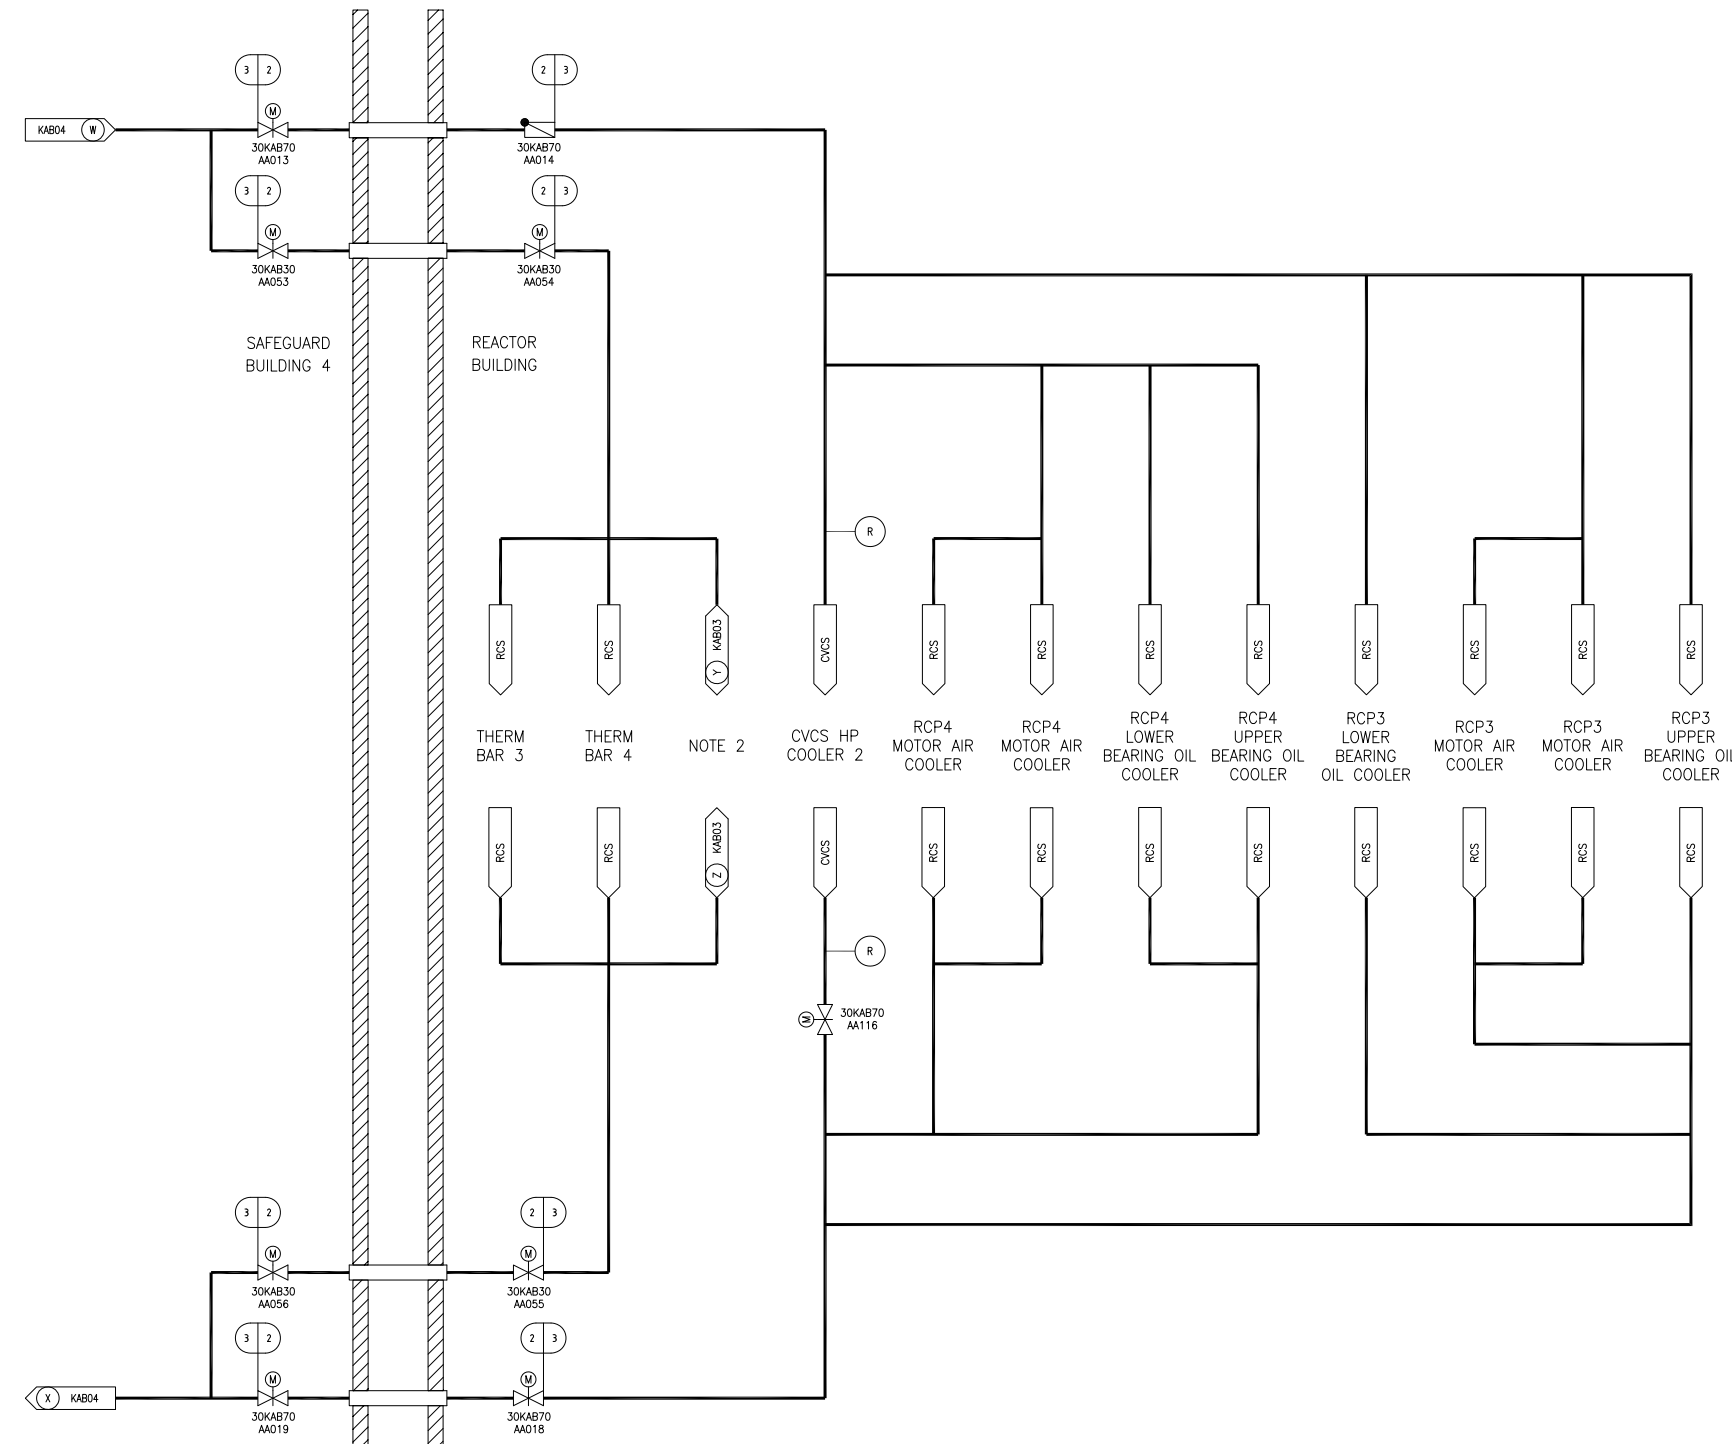 3 2
2 3
M
KAB04 W
30KAB70
AA013
30KAB70
AA014
3 2
2 3
M
M
30KAB30
AA053
30KAB30
AA054
SAFEGUARD
BUILDING 4
REACTOR
BUILDING
R
RCS
RCS
Y KAB03
CVCS
RCS
RCS
RCS
RCS
RCS
RCS
RCS
RCS
THERM
BAR 3
THERM
BAR 4
NOTE 2
CVCS HP
COOLER 2
RCP4
MOTOR AIR
COOLER
RCP4
MOTOR AIR
COOLER
RCP4
LOWER
BEARING OIL
COOLER
RCP4
UPPER
BEARING OIL
COOLER
RCP3
LOWER
BEARING
OIL COOLER
RCP3
MOTOR AIR
COOLER
RCP3
MOTOR AIR
COOLER
RCP3
UPPER
BEARING OIL
COOLER
RCS
RCS
Z KAB03
CVCS
RCS
RCS
RCS
RCS
RCS
RCS
RCS
RCS
R
M
30KAB70
AA116
3 2
2 3
M
M
30KAB30
AA056
30KAB30
AA055
3 2
2 3
M
M
X KAB04
30KAB70
AA019
30KAB70
AA018